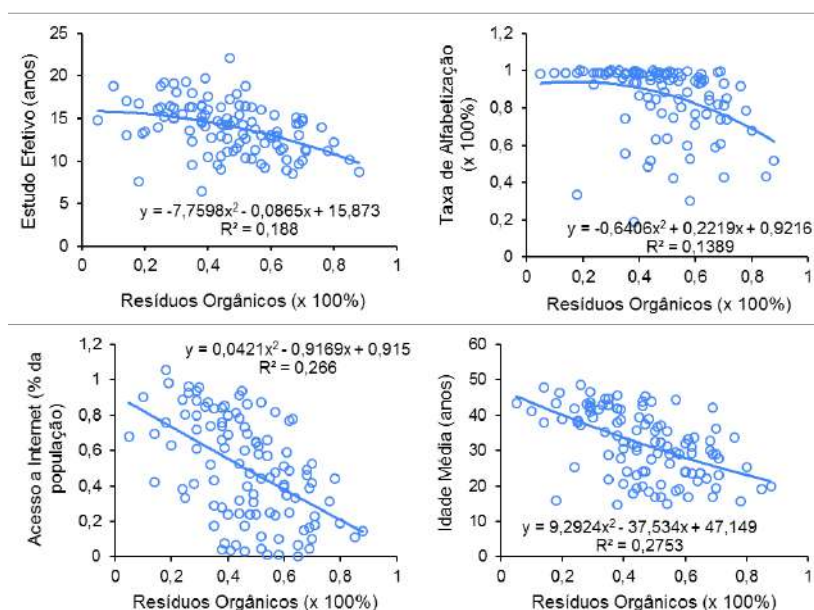 Estudo Efetivo (anos)
25
20
15
10
5
0
y = -7,7598x² - 0,0865x + 15,873
R² = 0,188
0 0,2 0,4 0,6 0,8 1
Resíduos Orgânicos (x 100%)
Taxa de Alfabetização
(x 100%)
1,2
1
0,8
0,6
0,4
0,2
0
y = -0,6406x² + 0,2219x + 0,9216
R² = 0,1389
0 0,2 0,4 0,6 0,8 1
Resíduos Orgânicos (x 100%)
Acesso a Internet (% da
população)
1,2
1
0,8
0,6
0,4
0,2
0
y = 0,0421x² - 0,9169x + 0,915
R² = 0,266
0 0,2 0,4 0,6 0,8 1
Resíduos Orgânicos (x 100%)
Idade Média (anos)
60
50
40
30
20
10
0
y = 9,2924x² - 37,534x + 47,149
R² = 0,2753
0 0,2 0,4 0,6 0,8 1
Resíduos Orgânicos (x 100%)